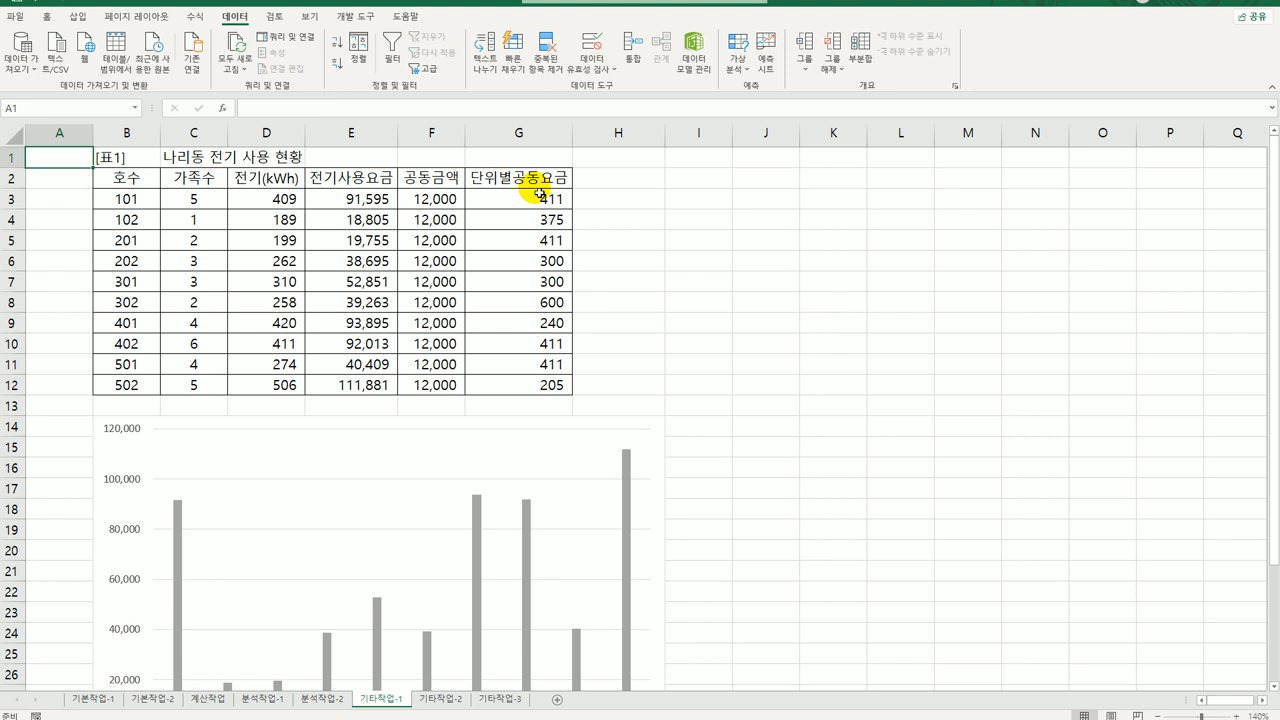 파일 홈 삽입 페이지 레이아웃 수식 데이터 검토 보기 개발 도구 도움말 공유
데이터 가져오기 텍스트/CSV 웹 테이블/범위에서 최근에 사용한 원본 기존 연결
모두 새로 고침 쿼리 및 연결 속성 연결 편집
정렬 필터 지우기 다시 적용 고급
텍스트 나누기 빠른 채우기 중복된 항목 제거 데이터 유효성 검사 통합 관계 데이터 모델 관리
가상 분석 예측 시트 그룹 그룹 해제 부분합 하위 수준 표시 하위 수준 숨기기
데이터 가져오기 및 변환 쿼리 및 연결 정렬 및 필터 데이터 도구 예측 개요
A1 fx
A B C D E F G H I J K L M N O P Q
1 [표1] 나리동 전기 사용 현황
2 호수 가족수 전기(kWh) 전기사용요금 공동금액 단위별공동요금
3 101 5 409 91,595 12,000 411
4 102 1 189 18,805 12,000 375
5 201 2 199 19,755 12,000 411
6 202 3 262 38,695 12,000 300
7 301 3 310 52,851 12,000 300
8 302 2 258 39,263 12,000 600
9 401 4 420 93,895 12,000 240
10 402 6 411 92,013 12,000 411
11 501 4 274 40,409 12,000 411
12 502 5 506 111,881 12,000 205
13
14 120,000
15
16 100,000
17
18
19 80,000
20
21 60,000
22
23
24 40,000
25
26 20,000
기본작업-1 기본작업-2 계산작업 분석작업-1 분석작업-2 기타작업-1 기타작업-2 기타작업-3
준비 140%